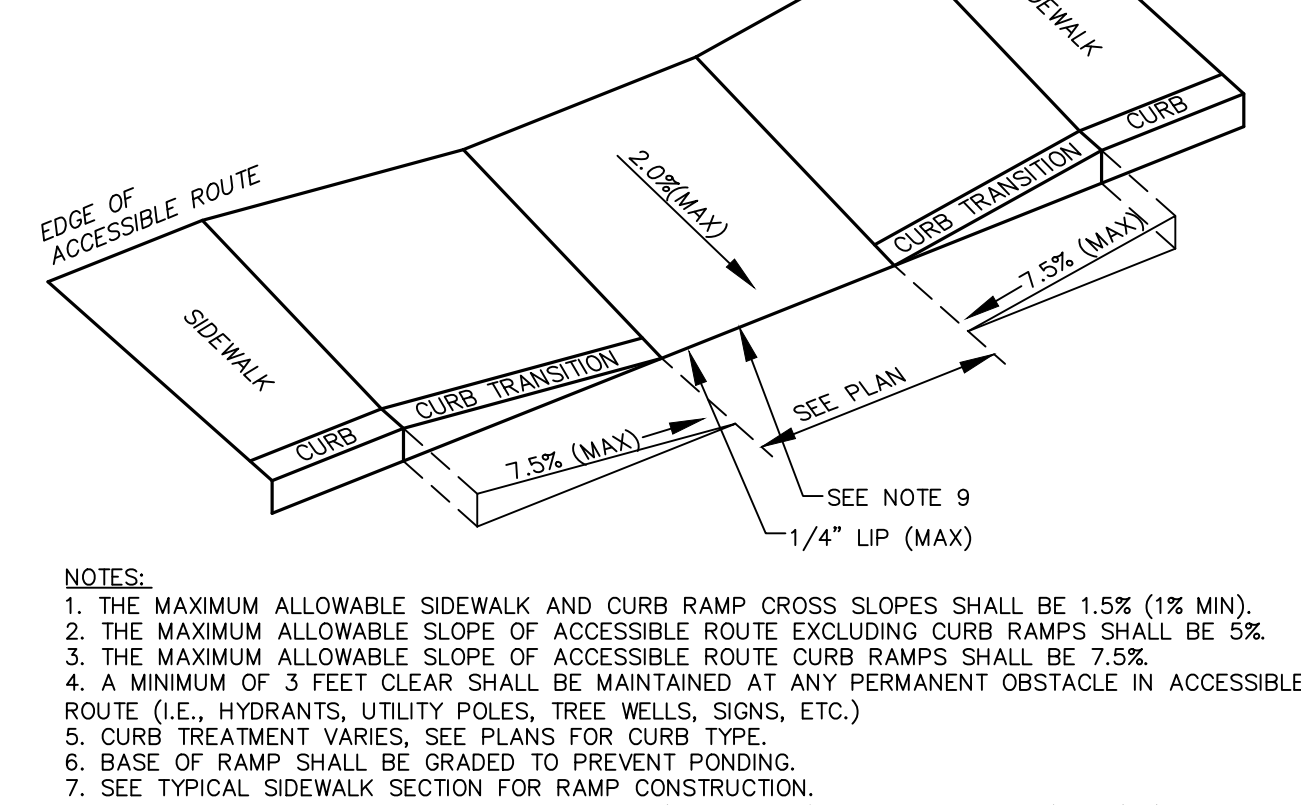 DEWALK
CURB
EDGE OF
ACCESSIBLE ROUTE
2.0%(MAX)
CURB TRANSITION
7.5% (MAX)
SIDEWALK
CURB TRANSITION
SEE PLAN
CURB
7.5% (MAX)
SEE NOTE 9
1/4" LIP (MAX)
NOTES:
1. THE MAXIMUM ALLOWABLE SIDEWALK AND CURB RAMP CROSS SLOPES SHALL BE 1.5% (1% MIN).
2. THE MAXIMUM ALLOWABLE SLOPE OF ACCESSIBLE ROUTE EXCLUDING CURB RAMPS SHALL BE 5%.
3. THE MAXIMUM ALLOWABLE SLOPE OF ACCESSIBLE ROUTE CURB RAMPS SHALL BE 7.5%.
4. A MINIMUM OF 3 FEET CLEAR SHALL BE MAINTAINED AT ANY PERMANENT OBSTACLE IN ACCESSIBLE
ROUTE (I.E., HYDRANTS, UTILITY POLES, TREE WELLS, SIGNS, ETC.)
5. CURB TREATMENT VARIES, SEE PLANS FOR CURB TYPE.
6. BASE OF RAMP SHALL BE GRADED TO PREVENT PONDING.
7. SEE TYPICAL SIDEWALK SECTION FOR RAMP CONSTRUCTION.